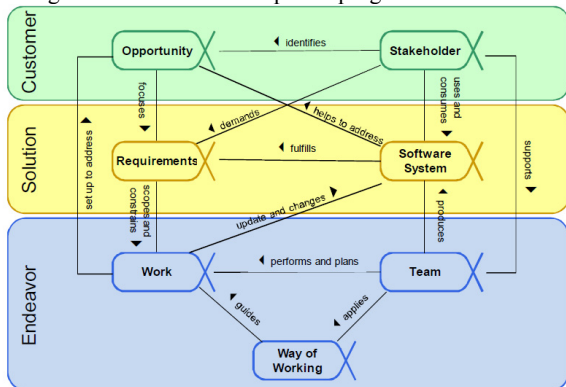 Customer
Opportunity
identifies
Stakeholder
focuses
demands
helps to address
uses and
consumes
set up to address
supports
Solution
Requirements
fulfills
Software
System
scopes and
constrains
update and changes
produces
Endeavor
Work
performs and plans
Team
guides
applies
Way of
Working